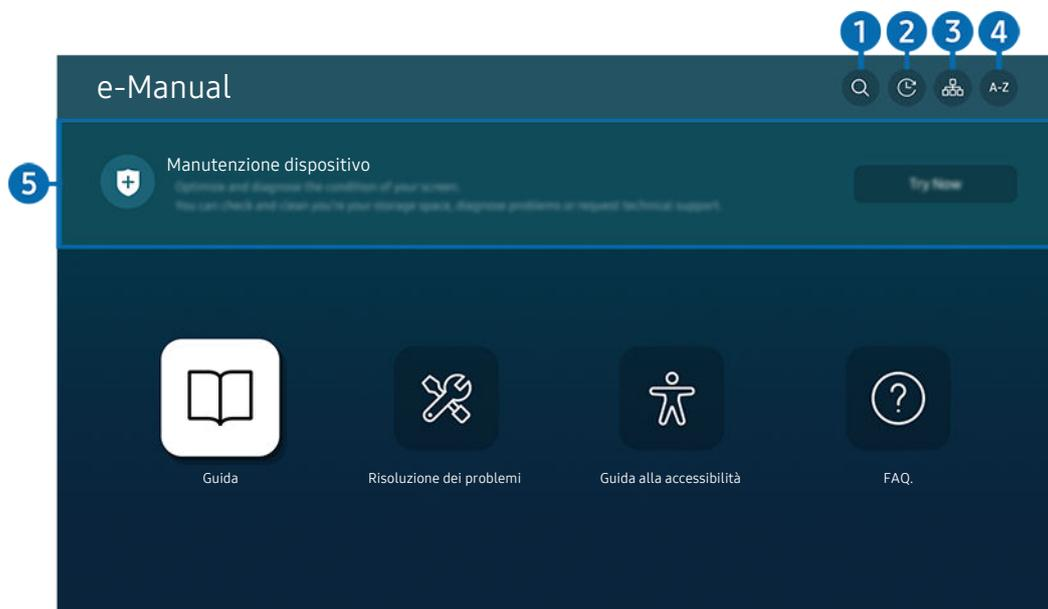 1 2 3 4
e-Manual
A-Z
5
Manutenzione dispositivo
Optimize and diagnose the condition of your screen.
You can check and clean you're your storage space, diagnose problems or request technical support.
Try Now
Guida
Risoluzione dei problemi
Guida alla accessibilità
FAQ.